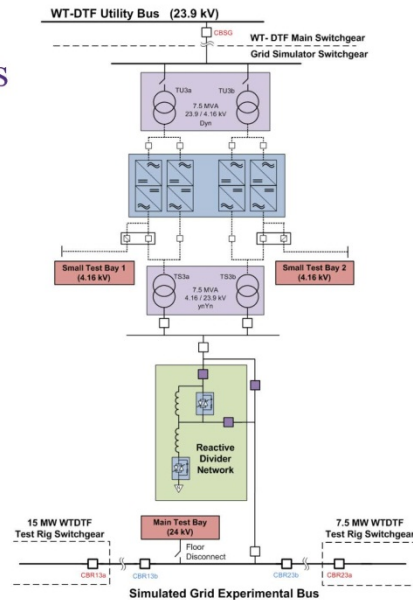 s
WT-DTF Utility Bus (23.9 kV)
CBSG
WT- DTF Main Switchgear
Grid Simulator Switchgear
TU3a
TU3b
7.5 MVA
23.9 / 4.16 kV
Dyn
Small Test Bay 1
(4.16 kV)
Small Test Bay 2
(4.16 kV)
TS3a
TS3b
7.5 MVA
4.16 / 23.9 kV
ynYn
Reactive
Divider
Network
15 MW WTDTF
Test Rig Switchgear
Main Test Bay
(24 kV)
7.5 MW WTDTF
Test Rig Switchgear
Floor
Disconnect
CBR13a
CBR13b
CBR23b
CBR23a
Simulated Grid Experimental Bus